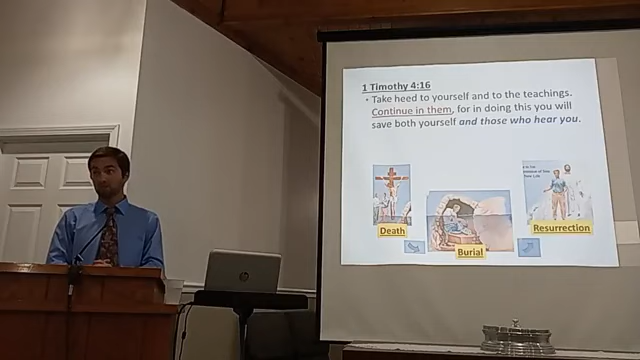 1 Timothy 4:16
• Take heed to yourself and to the teachings.
Continue in them, for in doing this you will
save both yourself and those who hear you.
Death
Burial
Resurrection